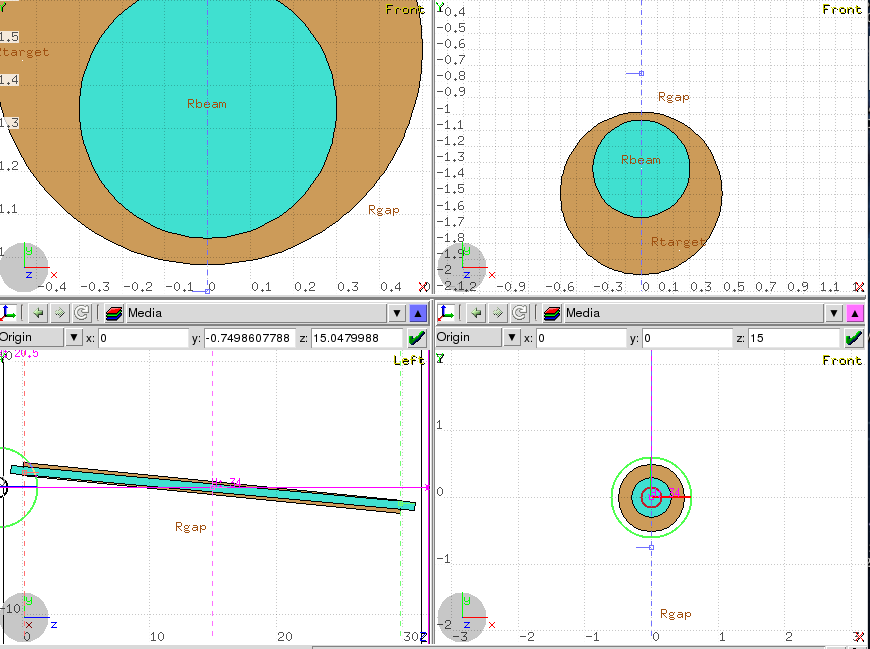 Y
Front
1.5
Rtarget
1.4
Rbeam
1.3
1.2
Rgap
1.1
1
y
z
x
-0.4 -0.3 -0.2 -0.1 0 0.1 0.2 0.3 0.4 X
Y
-0.4
Front
-0.5
-0.6
-0.7
-0.8
-0.9
Rgap
-1
-1.1
-1.2
-1.3
Rbeam
-1.4
-1.5
-1.6
-1.7
-1.8
Rtarget
-1.9
-2
y
z
x
-2.1 -1.2 -0.9 -0.6 -0.3 0 0.3 0.5 0.7 0.9 1.1 X
Media
Origin x: 0 y: -0.7498607788 z: 15.0479988
Media
Origin x: 0 y: 0 z: 15
20.5
Left
Rgap
-10
y
x
z
0 10 20 30 Z
Y
Front
1
0
34
-1
Rgap
y
z
x
-2
-3 -2 -1 0 1 2 X